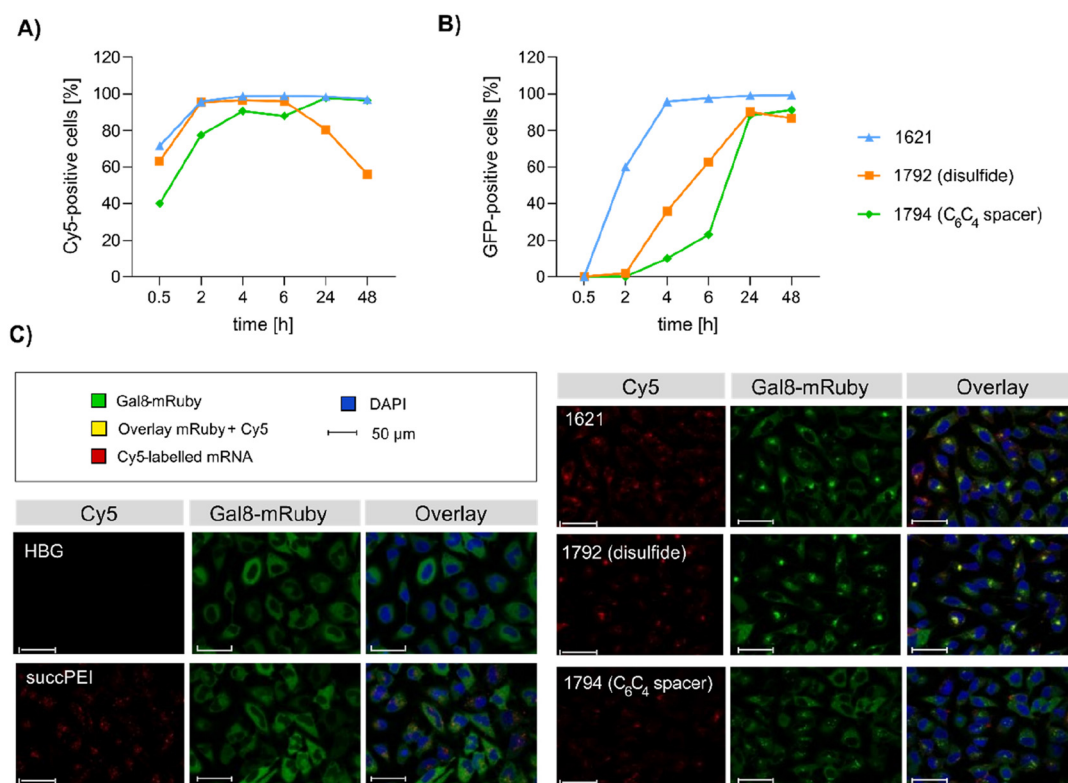 A)
Cy5-positive cells [%]
120
100
80
60
40
20
0
0.5 2 4 6 24 48
time [h]
B)
GFP-positive cells [%]
120
100
80
60
40
20
0
0.5 2 4 6 24 48
time [h]
1621
1792 (disulfide)
1794 (C₆C₄ spacer)
C)
Gal8-mRuby
Overlay mRuby + Cy5
Cy5-labelled mRNA
DAPI
50 µm
Cy5 Gal8-mRuby Overlay
HBG
succPEI
Cy5 Gal8-mRuby Overlay
1621
1792 (disulfide)
1794 (C₆C₄ spacer)